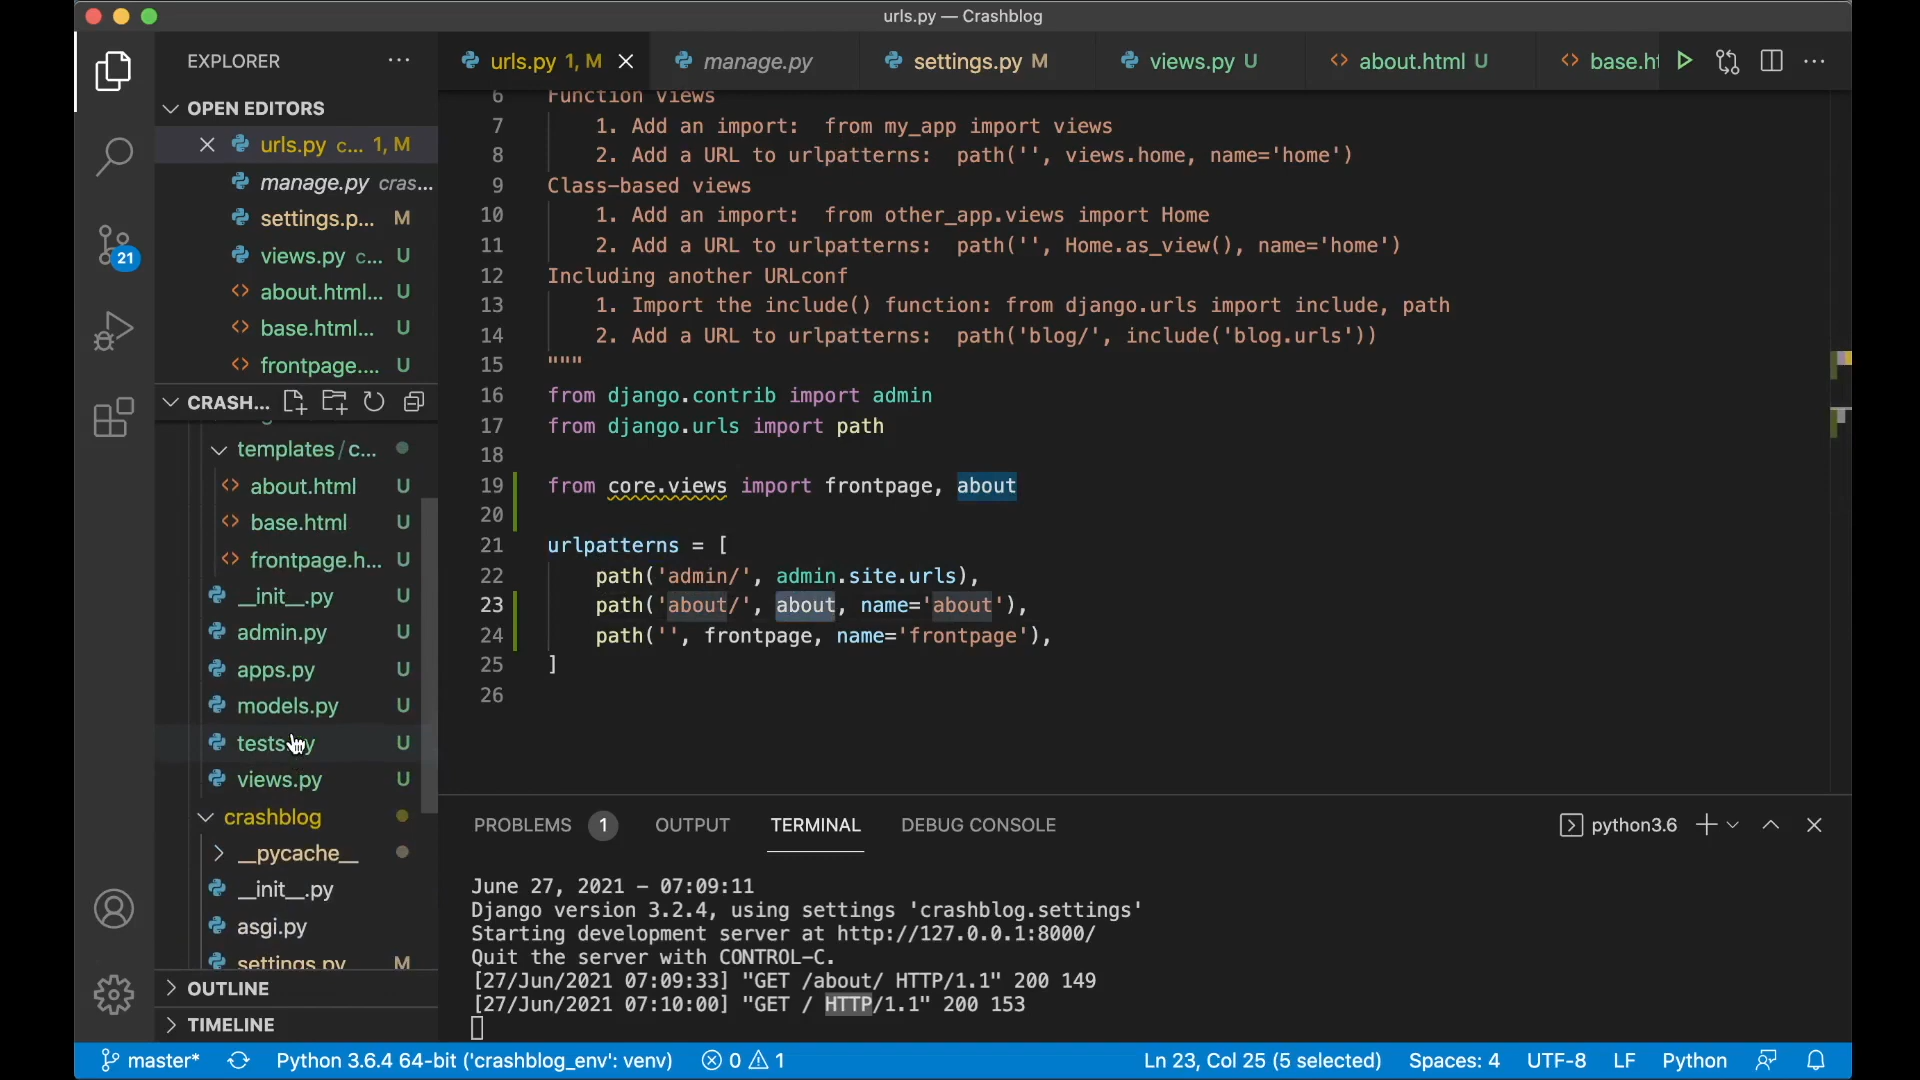 urls.py — Crashblog
EXPLORER
OPEN EDITORS
urls.py c... 1, M
manage.py cras...
settings.p... M
views.py c... U
about.html... U
base.html... U
frontpage.... U
CRASH...
templates/c...
about.html U
base.html U
frontpage.h... U
__init__.py U
admin.py U
apps.py U
models.py U
tests.py U
views.py U
crashblog
__pycache__
__init__.py
asgi.py
settings.py M
OUTLINE
TIMELINE
21
urls.py 1, M
manage.py
settings.py M
views.py U
about.html U
base.ht
6 Function views
7 1. Add an import:  from my_app import views
8 2. Add a URL to urlpatterns:  path('', views.home, name='home')
9 Class-based views
10 1. Add an import:  from other_app.views import Home
11 2. Add a URL to urlpatterns:  path('', Home.as_view(), name='home')
12 Including another URLconf
13 1. Import the include() function: from django.urls import include, path
14 2. Add a URL to urlpatterns:  path('blog/', include('blog.urls'))
15 """
16 from django.contrib import admin
17 from django.urls import path
18
19 from core.views import frontpage, about
20
21 urlpatterns = [
22 path('admin/', admin.site.urls),
23 path('about/', about, name='about'),
24 path('', frontpage, name='frontpage'),
25 ]
26
PROBLEMS 1 OUTPUT TERMINAL DEBUG CONSOLE
python3.6
June 27, 2021 - 07:09:11
Django version 3.2.4, using settings 'crashblog.settings'
Starting development server at http://127.0.0.1:8000/
Quit the server with CONTROL-C.
[27/Jun/2021 07:09:33] "GET /about/ HTTP/1.1" 200 149
[27/Jun/2021 07:10:00] "GET / HTTP/1.1" 200 153
master* Python 3.6.4 64-bit ('crashblog_env': venv) 0 1 Ln 23, Col 25 (5 selected) Spaces: 4 UTF-8 LF Python